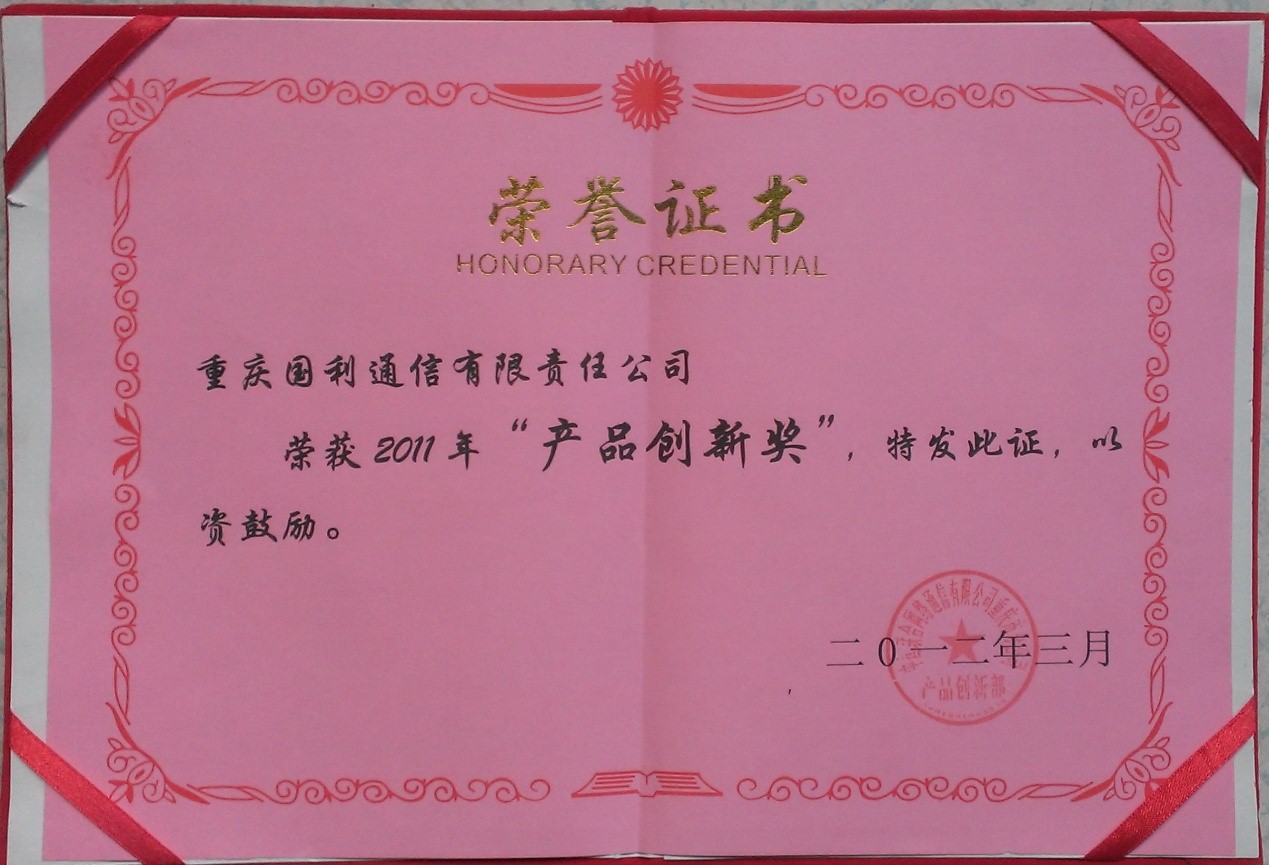 荣誉证书
HONORARY CREDENTIAL
重庆国利通信有限责任公司
荣获2011年“产品创新奖”，特发此证，以
资鼓励。
二0一二年三月
产品创新部